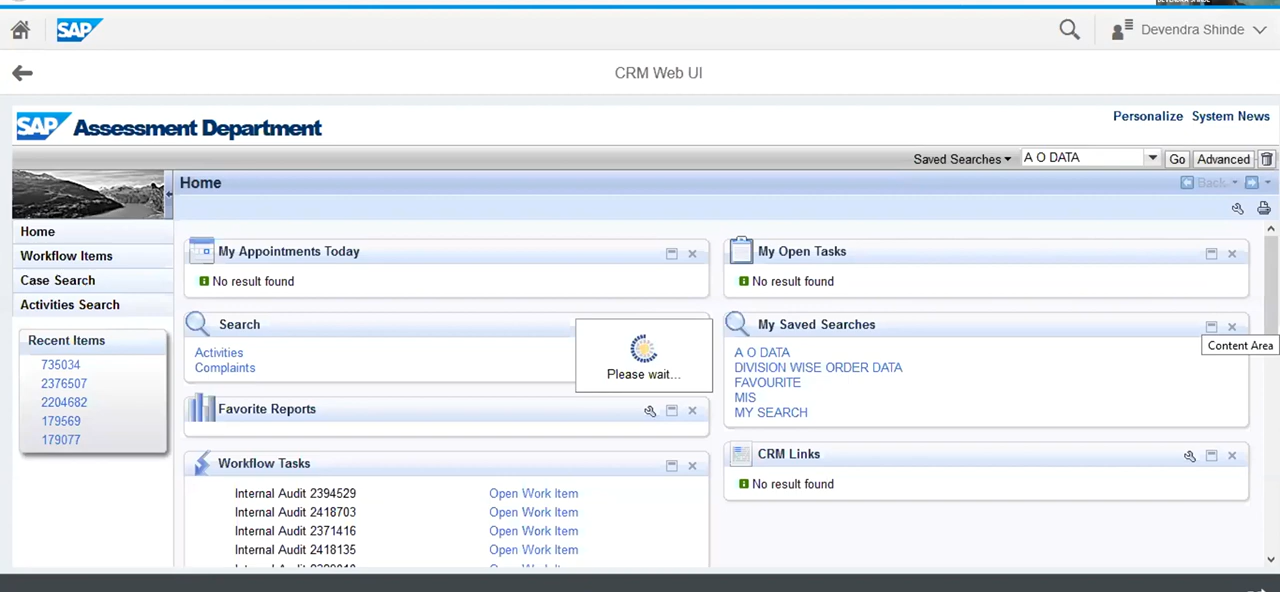 DEVENDRA SHINDE
SAP
Devendra Shinde
CRM Web UI
SAP Assessment Department
Personalize System News
Saved Searches A O DATA Go Advanced
Home
Back
Home
Workflow Items
Case Search
Activities Search
Recent Items
735034
2376507
2204682
179569
179077
My Appointments Today
No result found
Search
Activities
Complaints
Please wait...
Favorite Reports
Workflow Tasks
Internal Audit 2394529 Open Work Item
Internal Audit 2418703 Open Work Item
Internal Audit 2371416 Open Work Item
Internal Audit 2418135 Open Work Item
My Open Tasks
No result found
My Saved Searches
Content Area
A O DATA
DIVISION WISE ORDER DATA
FAVOURITE
MIS
MY SEARCH
CRM Links
No result found